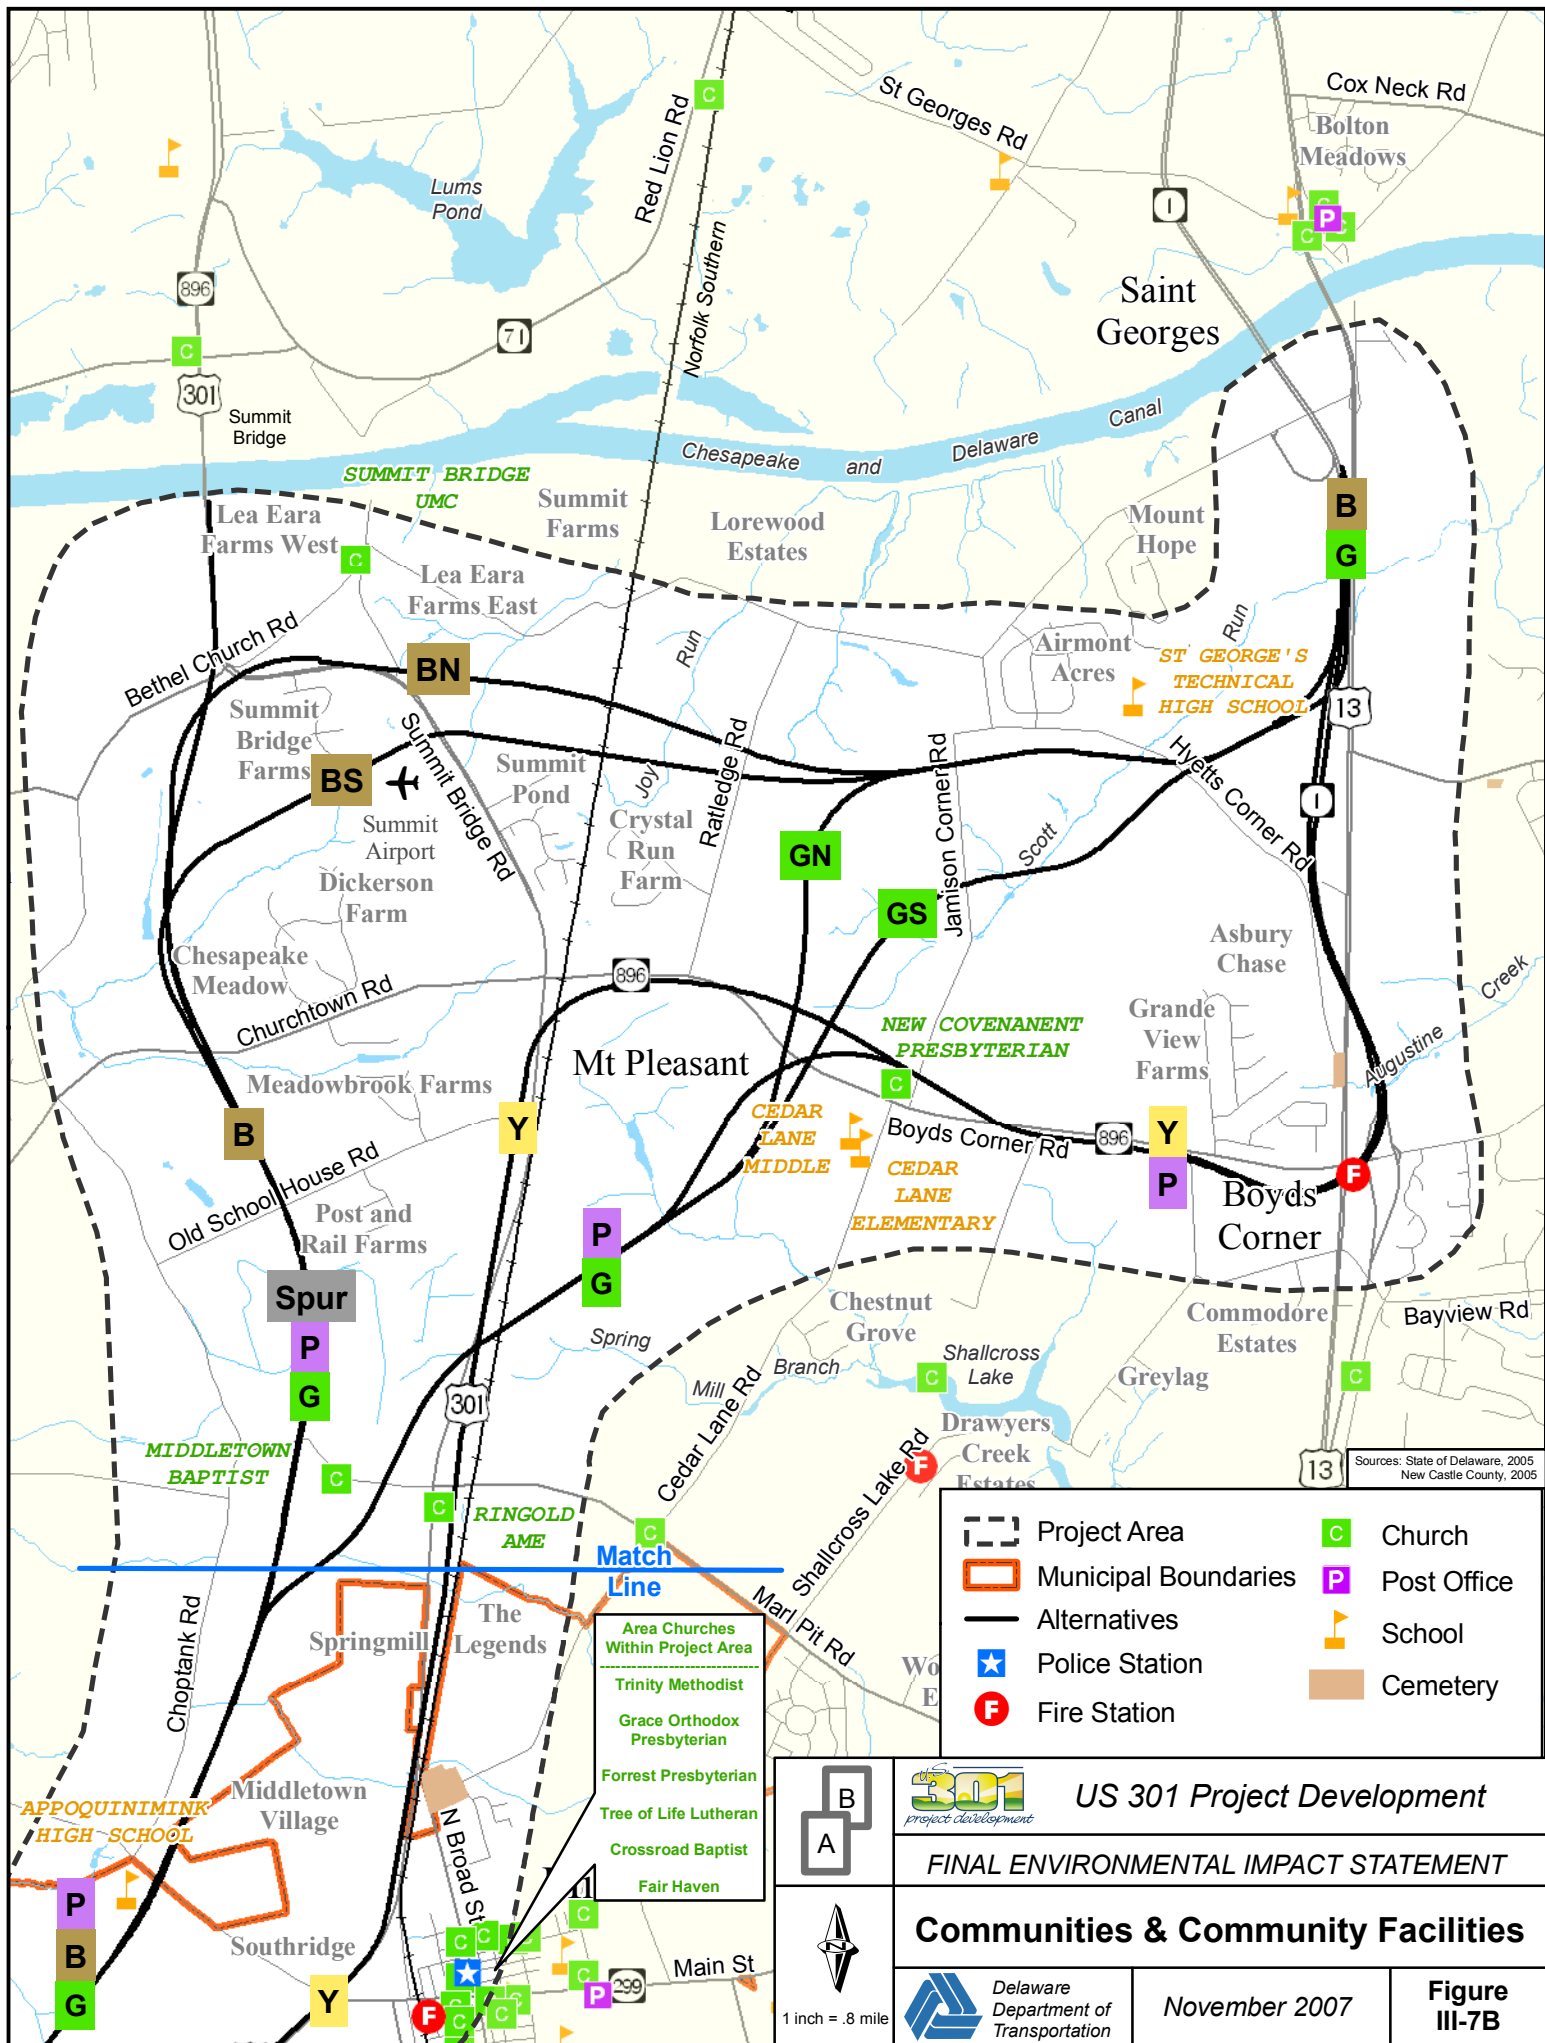 Cox Neck Rd
St Georges Rd
Bolton
Meadows
C
Red Lion Rd
Lums
Pond
1
C
P
C
C
Norfolk Southern
896
Saint
Georges
71
C
301
Summit
Bridge
Chesapeake and Delaware Canal
SUMMIT BRIDGE
UMC
Summit
Farms
Lea Eara
Farms West
Lorewood
Estates
Mount
Hope
B
G
C
Lea Eara
Farms East
Bethel Church Rd
Run
Run
Airmont
Acres
ST GEORGE'S
TECHNICAL
HIGH SCHOOL
BN
13
Summit
Bridge
Farms
Summit Bridge Rd
Ratledge Rd
Jamison Corner Rd
Hyetts Corner Rd
BS
Summit
Pond
Joy
1
Summit
Airport
Crystal
Run
Farm
GN
Scott
Dickerson
Farm
GS
Asbury
Chase
Chesapeake
Meadow
896
Creek
Churchtown Rd
Grande
View
Farms
NEW COVENANENT
PRESBYTERIAN
Augustine
Mt Pleasant
C
Meadowbrook Farms
CEDAR
LANE
MIDDLE
Y
B
Boyds Corner Rd
896
Y
P
F
CEDAR
LANE
ELEMENTARY
Old School House Rd
Boyds
Corner
Post and
Rail Farms
P
G
Spur
P
G
Chestnut
Grove
Commodore
Estates
Bayview Rd
Spring
Mill
Branch
Shallcross
Lake
C
Greylag
C
301
Cedar Lane Rd
Drawyers
Creek
Estates
MIDDLETOWN
BAPTIST
C
F
Shallcross Lake Rd
13
Sources: State of Delaware, 2005
New Castle County, 2005
C
RINGOLD
AME
C
Match
Line
Marl Pit Rd
Project Area
Municipal Boundaries
Alternatives
Police Station
F
Fire Station
C
Church
P
Post Office
School
Cemetery
Choptank Rd
Springmill
The
Legends
Area Churches
Within Project Area
Trinity Methodist
Grace Orthodox
Presbyterian
Forrest Presbyterian
Tree of Life Lutheran
Crossroad Baptist
Fair Haven
Wo
E
Middletown
Village
APPOQUINIMINK
HIGH SCHOOL
N Broad St
P
B
G
Southridge
Y
F
C
C
C
C
C
C
C
C
C
P
299
Main St
B
A
U.S.
301
project development
US 301 Project Development
FINAL ENVIRONMENTAL IMPACT STATEMENT
N
1 inch = .8 mile
Communities & Community Facilities
Delaware
Department of
Transportation
November 2007
Figure
III-7B